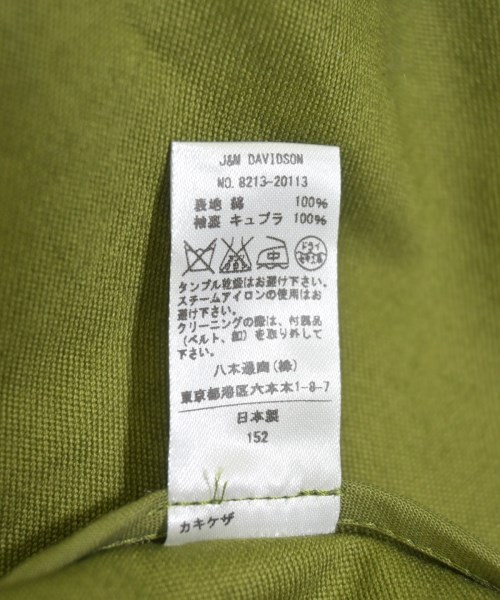 J&M DAVIDSON
NO. 8213-20113
表地 綿 100%
袖裏 キュプラ 100%
中 ドライ
タンブル乾燥はお避け下さい。
スチームアイロンの使用はお
避け下さい。
クリーニングの際は、付属品
(ベルト、釦)を取り外して
下さい。
八木通商(株)
東京都港区六本木1-8-7
日本製
152
カキケザ